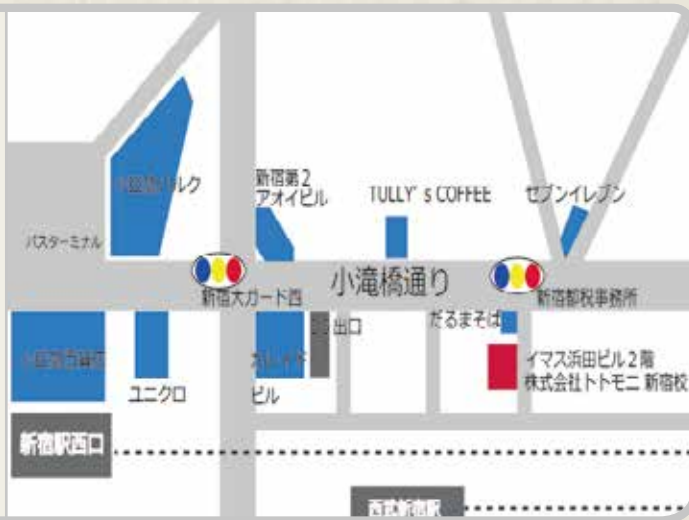 新宿第2
アオイビル
TULLY's COFFEE
セブンイレブン
バスターミナル
小滝橋通り
新宿大ガード西
新宿都税事務所
出口
だるまそば
ユニクロ
ビル
イマス浜田ビル2階
株式会社トトモニ 新宿校
新宿駅西口
西武新宿駅